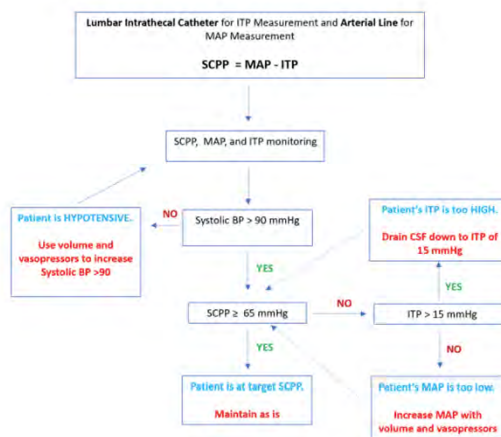 Lumbar Intrathecal Catheter for ITP Measurement and Arterial Line for
MAP Measurement
SCPP = MAP - ITP
SCPP, MAP, and ITP monitoring
Patient is HYPOTENSIVE.
Use volume and
vasopressors to increase
Systolic BP >90
NO
Systolic BP > 90 mmHg
Patient's ITP is too HIGH.
Drain CSF down to ITP of
15 mmHg
YES
YES
SCPP ≥ 65 mmHg
NO
ITP > 15 mmHg
YES
NO
Patient is at target SCPP.
Maintain as is
Patient's MAP is too low.
Increase MAP with
volume and vasopressors